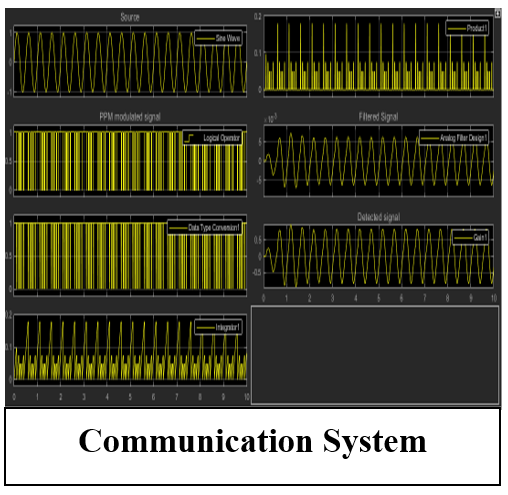 Source
Sine Wave
1
0
-1
PPM modulated signal
Logical Operator
1
0.5
0
Data Type Conversion1
1
0.5
0
Integrator1
0.2
0.1
0
0 1 2 3 4 5 6 7 8 9 10
Product1
0.2
0.1
0
Filtered Signal
× 10⁻³
Analog Filter Design1
5
0
-5
Detected signal
Gain1
0.5
0
-0.5
0 1 2 3 4 5 6 7 8 9 10
Communication System